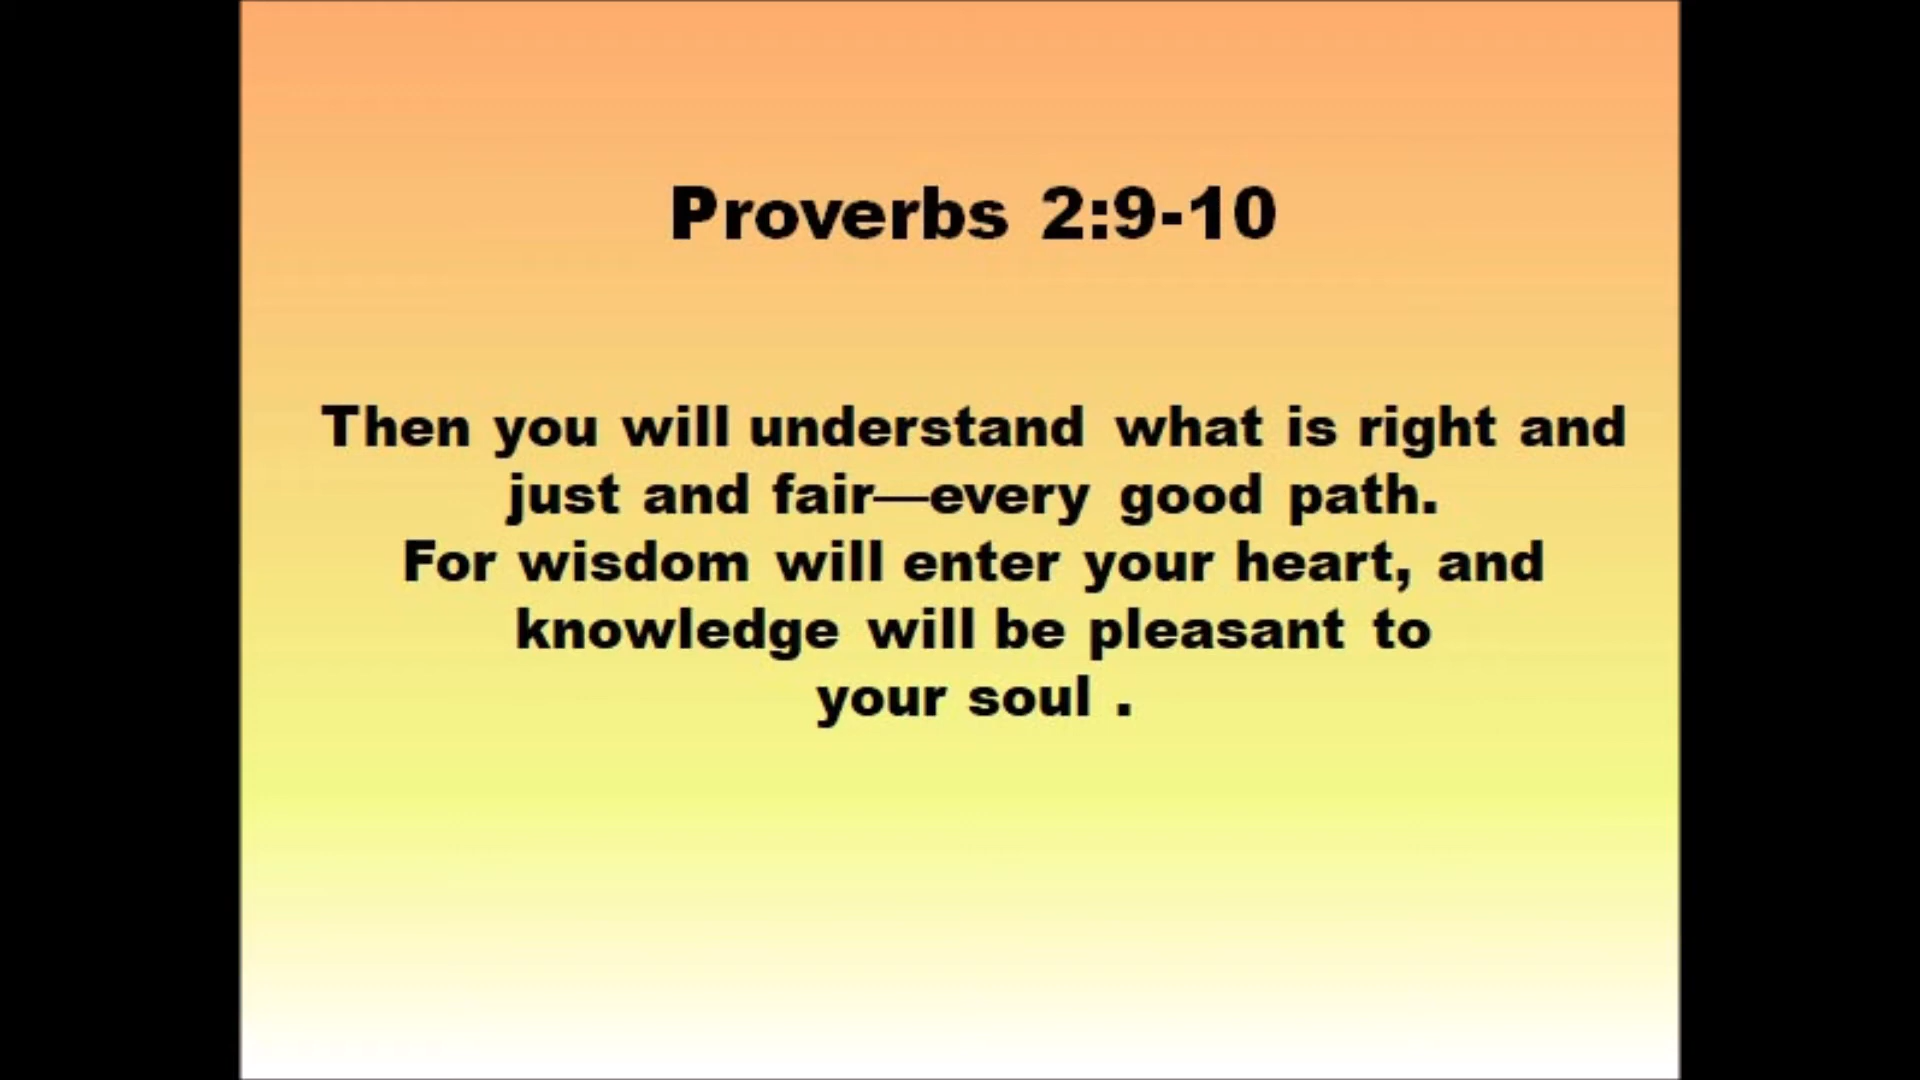 Proverbs 2:9-10
Then you will understand what is right and
just and fair—every good path.
For wisdom will enter your heart, and
knowledge will be pleasant to
your soul .